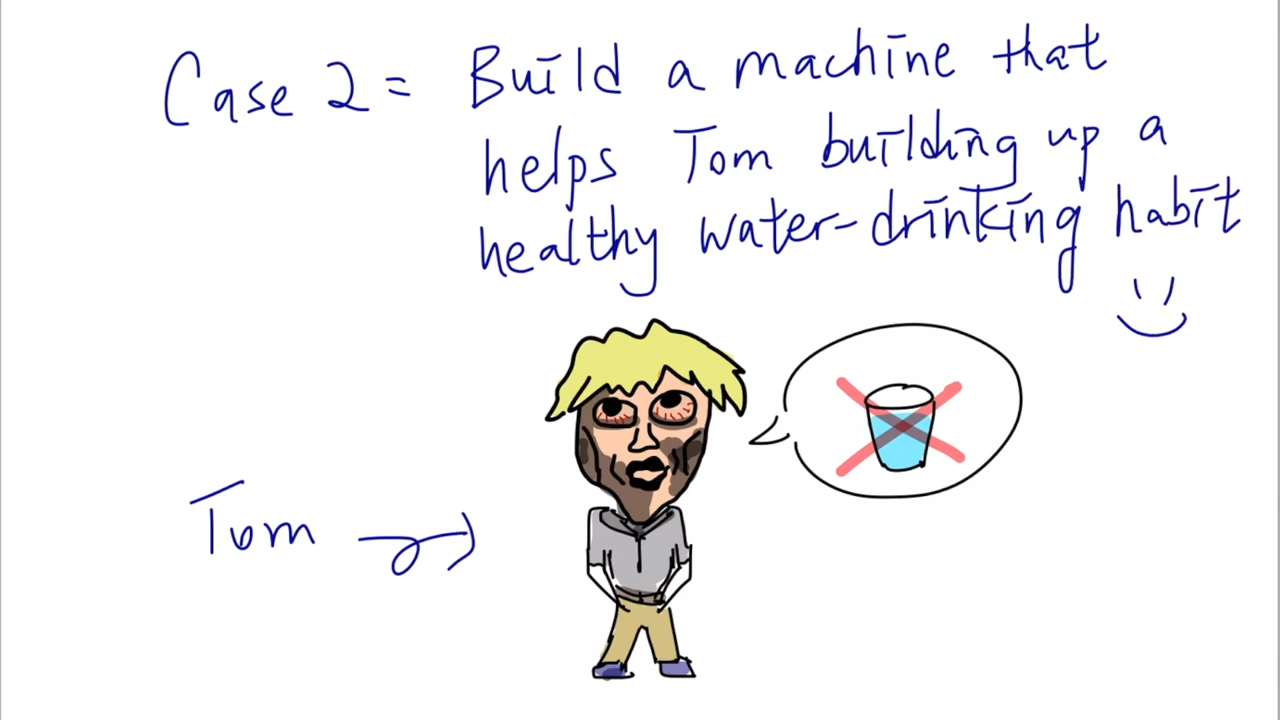 Case 2 = Build a machine that
helps Tom building up a
healthy water-drinking habit
Tom